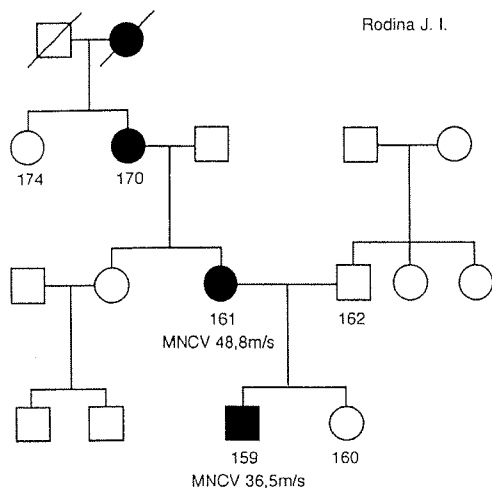 Rodina J. I.
174
170
161
MNCV 48,8m/s
162
159
MNCV 36,5m/s
160